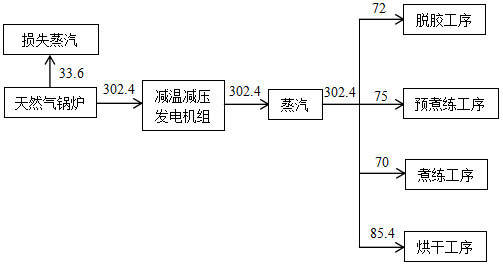 72
脱胶工序
损失蒸汽
33.6
天然气锅炉
302.4
减温减压
发电机组
302.4
蒸汽
302.4
75
预煮练工序
70
煮练工序
85.4
烘干工序